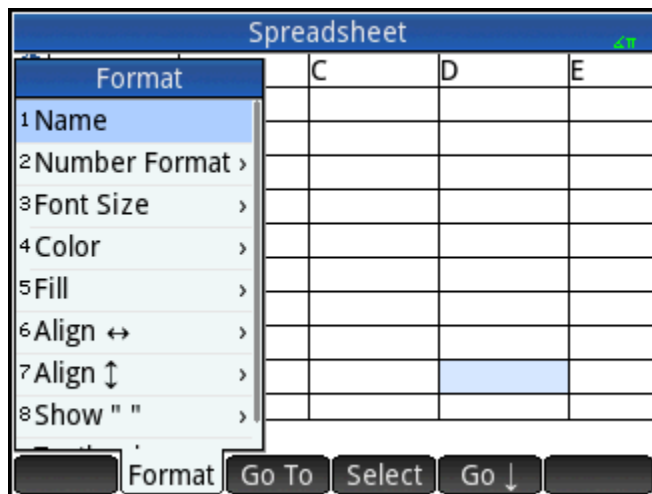 Spreadsheet
∠π
Format
C D E
1 Name
2 Number Format ›
3 Font Size ›
4 Color ›
5 Fill ›
6 Align ↔ ›
7 Align ↕ ›
8 Show " " ›
Format Go To Select Go ↓